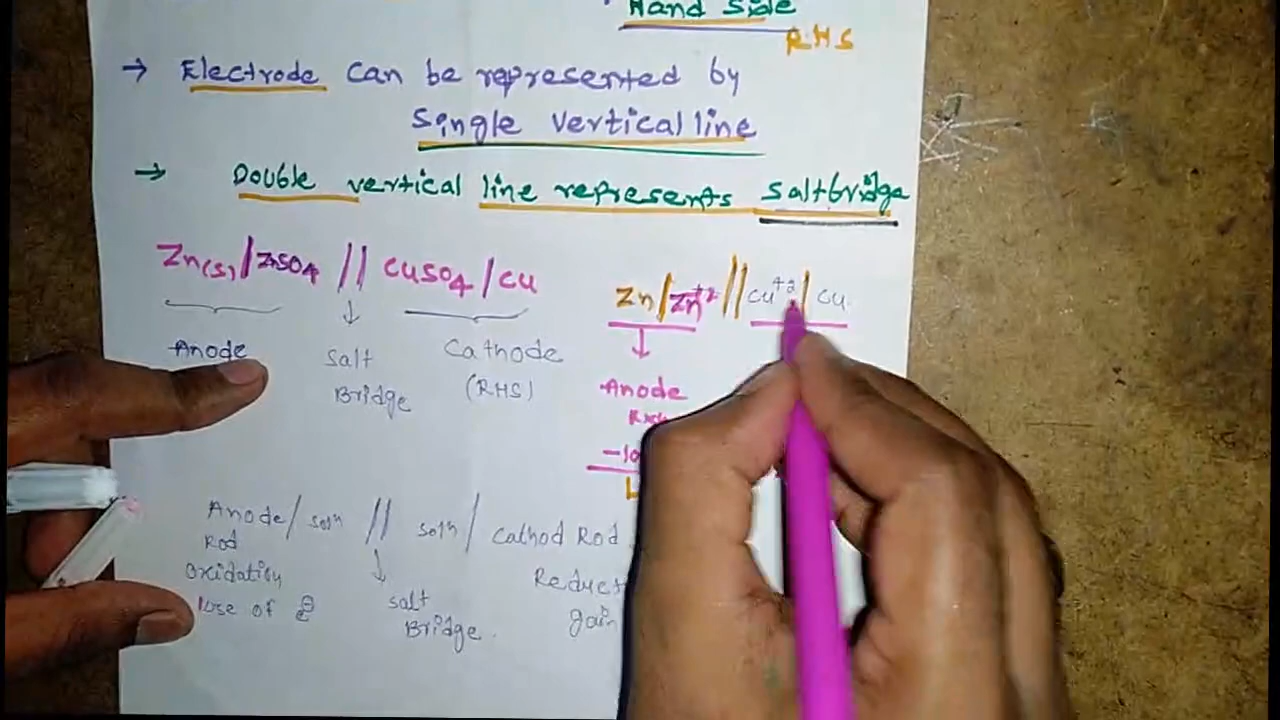 Hand Side
RHS
→ Electrode can be represented by
Single vertical line
→ Double vertical line represents Saltbridge
Zn(s)/ZnSO4 // CuSO4/Cu
Zn/Zn+2 // Cu+2/Cu
Anode
Salt
Bridge
Cathode
(RHS)
Anode
Anode/soln // soln/Cathod Rod
Rod
Oxidation
lose of e
salt
Bridge